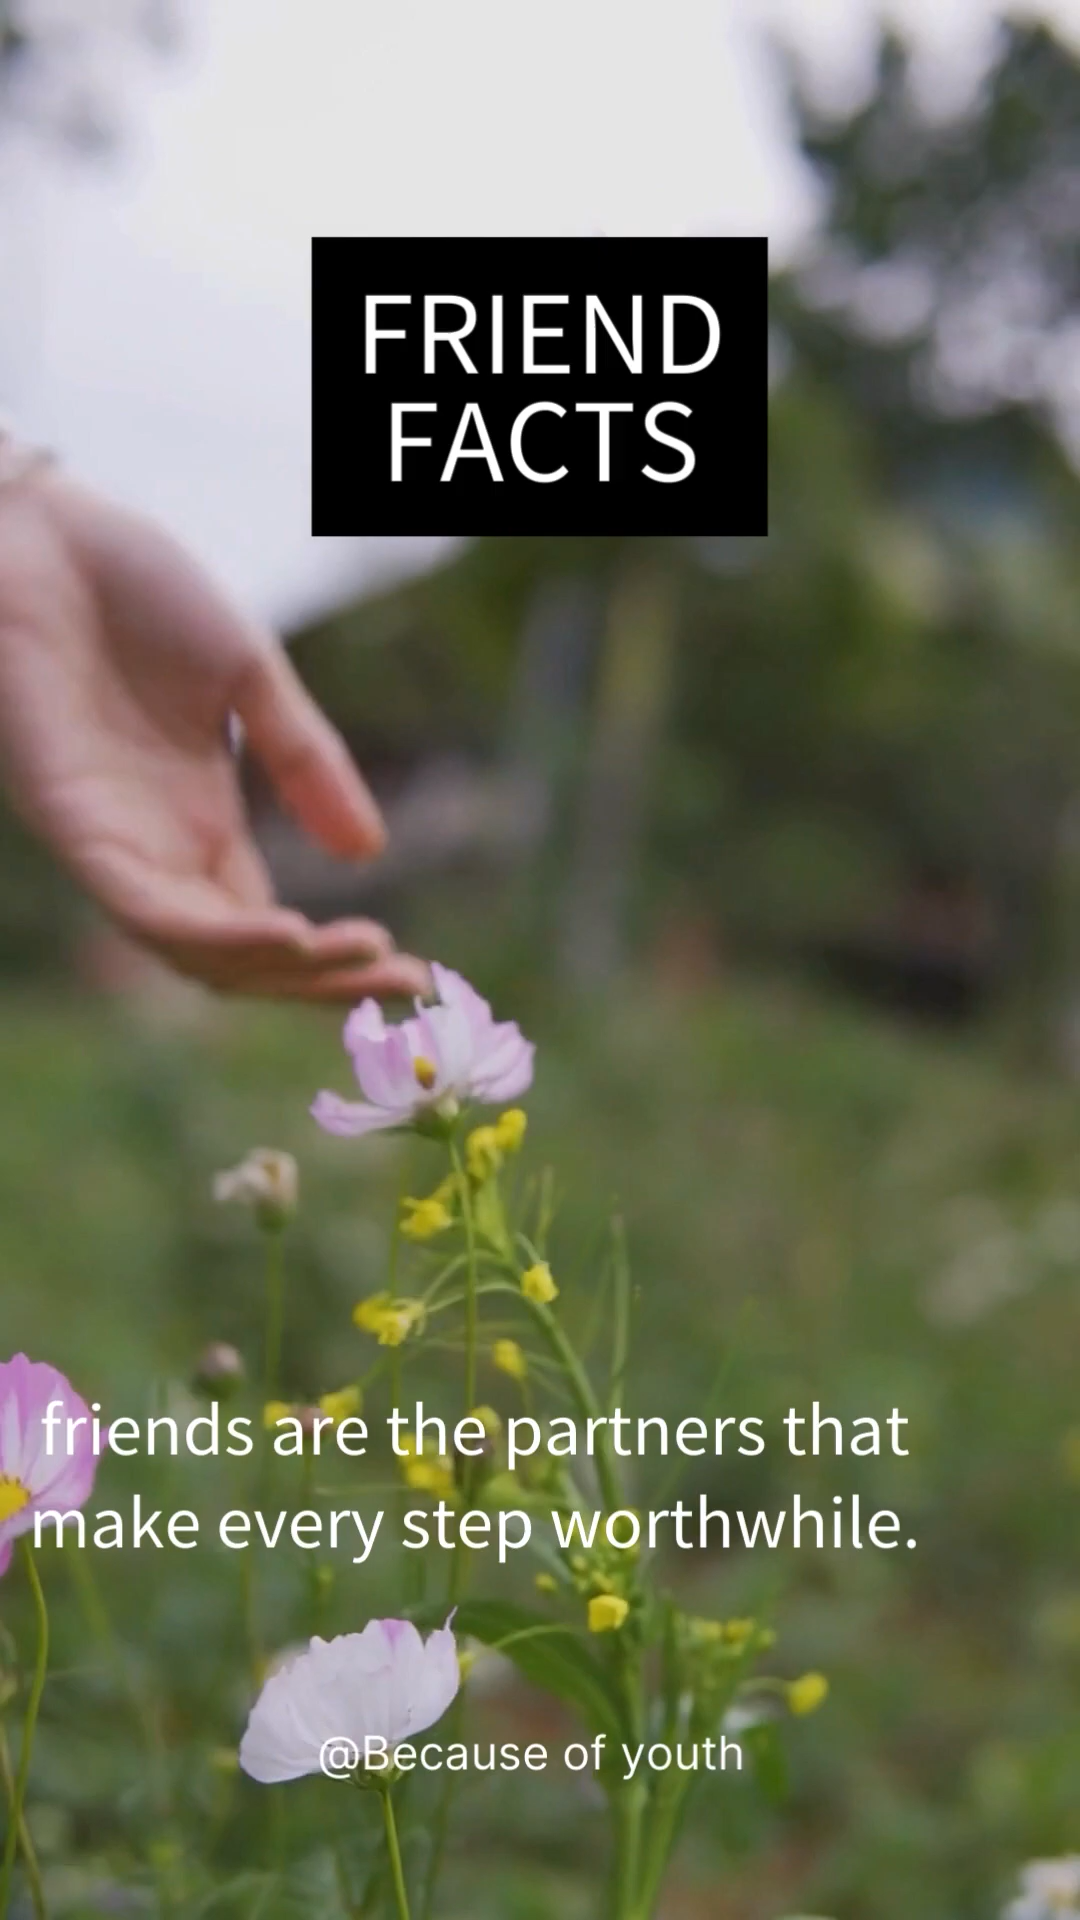 FRIEND
FACTS
friends are the partners that
make every step worthwhile.
@Because of youth